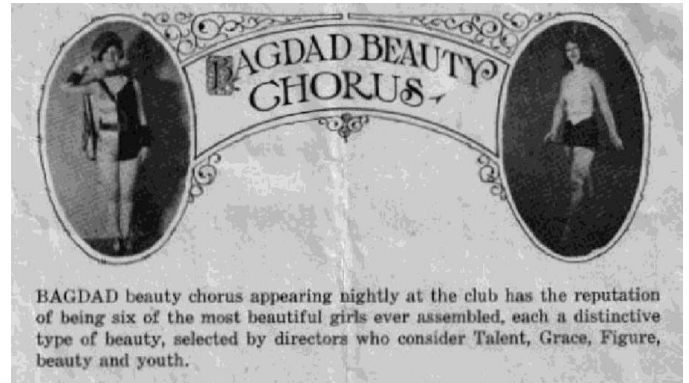 BAGDAD BEAUTY
CHORUS
BAGDAD beauty chorus appearing nightly at the club has the reputation
of being six of the most beautiful girls ever assembled, each a distinctive
type of beauty, selected by directors who consider Talent, Grace, Figure,
beauty and youth.